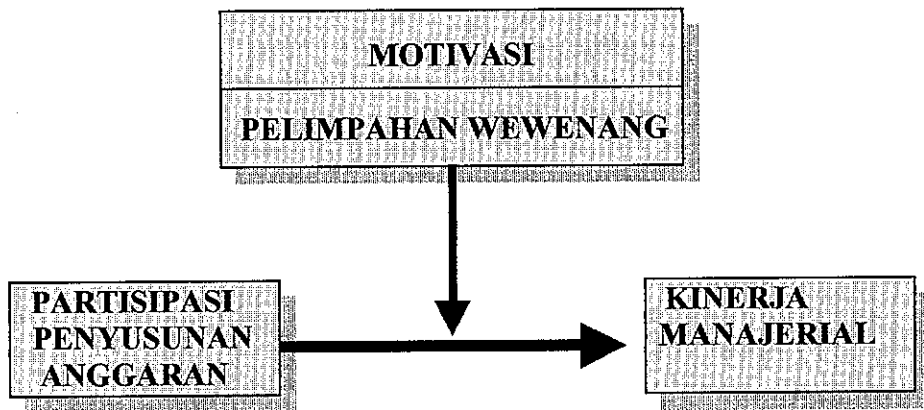 MOTIVASI
PELIMPAHAN WEWENANG
PARTISIPASI
PENYUSUNAN
ANGGARAN
KINERJA
MANAJERIAL